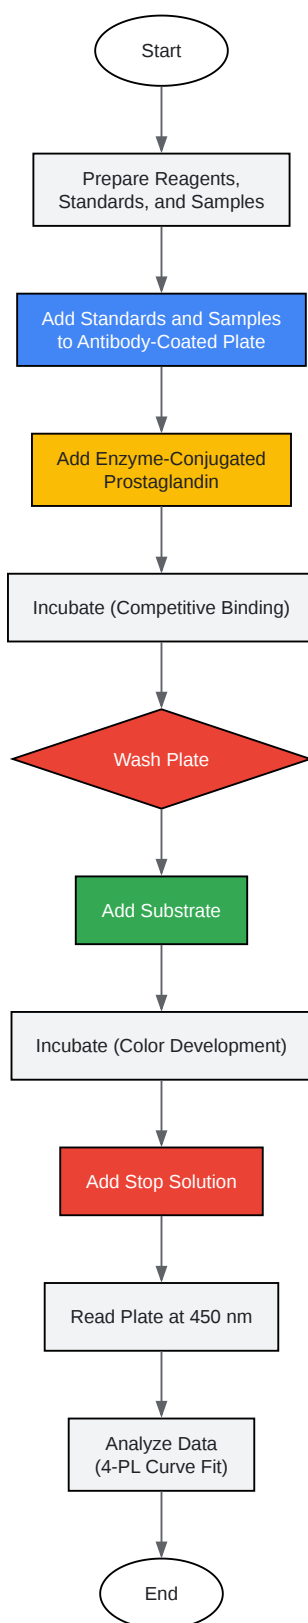 Start
Prepare Reagents,
Standards, and Samples
Add Standards and Samples
to Antibody-Coated Plate
Add Enzyme-Conjugated
Prostaglandin
Incubate (Competitive Binding)
Wash Plate
Add Substrate
Incubate (Color Development)
Add Stop Solution
Read Plate at 450 nm
Analyze Data
(4-PL Curve Fit)
End